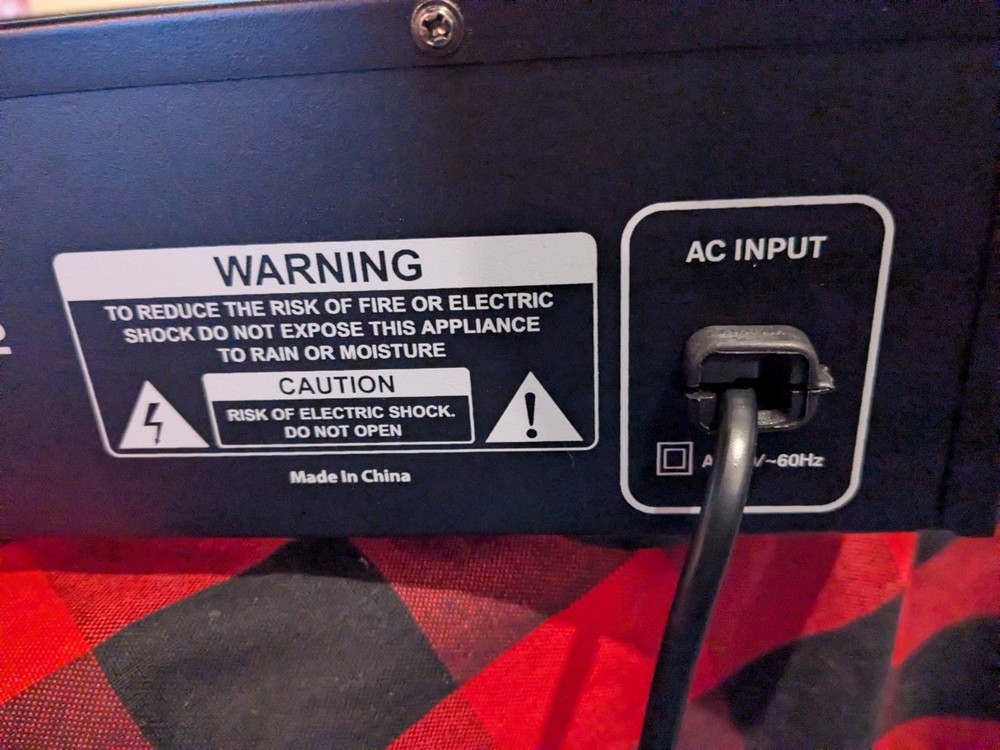 WARNING
TO REDUCE THE RISK OF FIRE OR ELECTRIC
SHOCK DO NOT EXPOSE THIS APPLIANCE
TO RAIN OR MOISTURE
CAUTION
RISK OF ELECTRIC SHOCK.
DO NOT OPEN
Made In China
AC INPUT
~60Hz